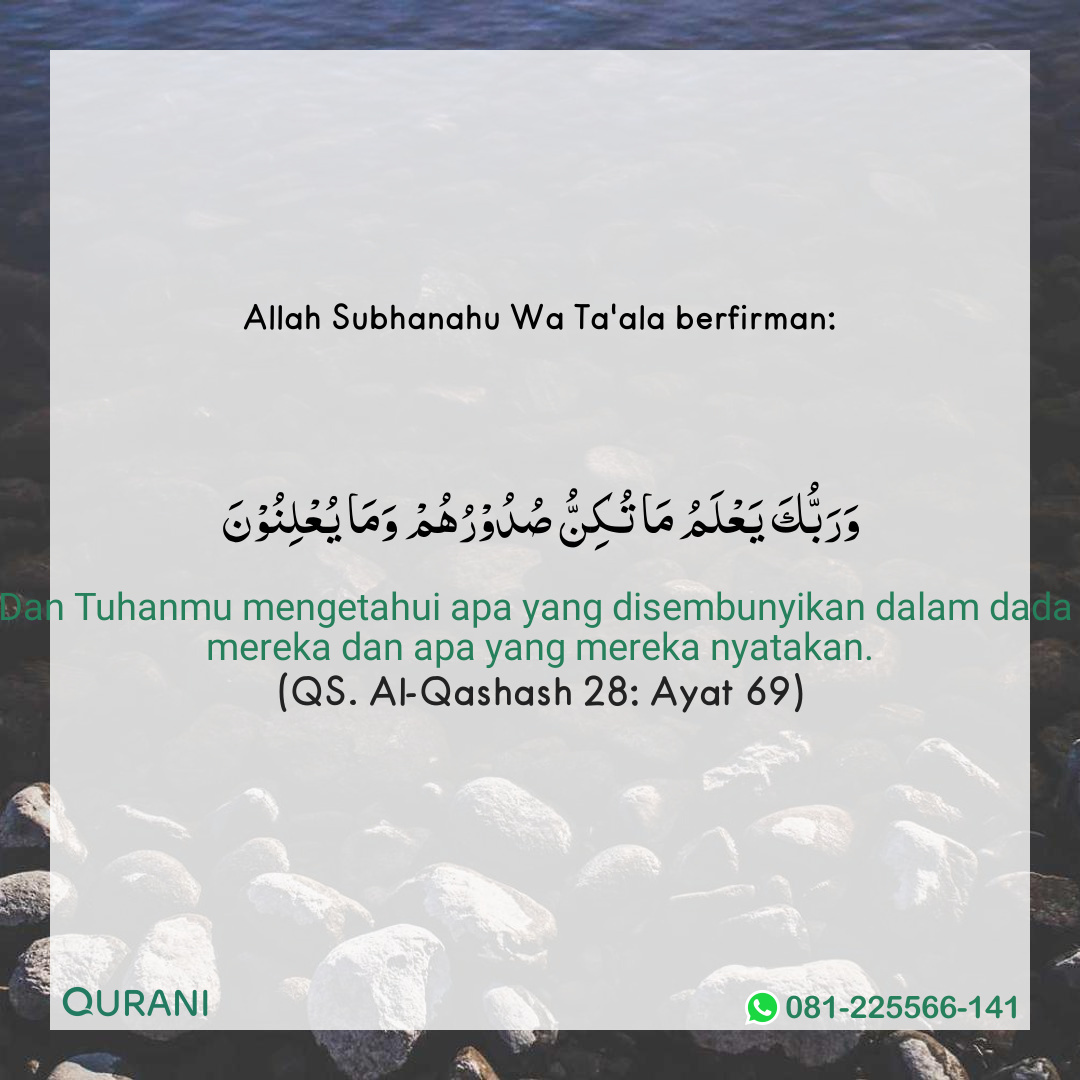 Allah Subhanahu Wa Ta'ala berfirman:
وَرَبُّكَ يَعْلَمُ مَا تُكِنُّ صُدُوْرُهُمْ وَمَا يُعْلِنُوْنَ
Dan Tuhanmu mengetahui apa yang disembunyikan dalam dada
mereka dan apa yang mereka nyatakan.
(QS. Al-Qashash 28: Ayat 69)
QURANI
081-225566-141